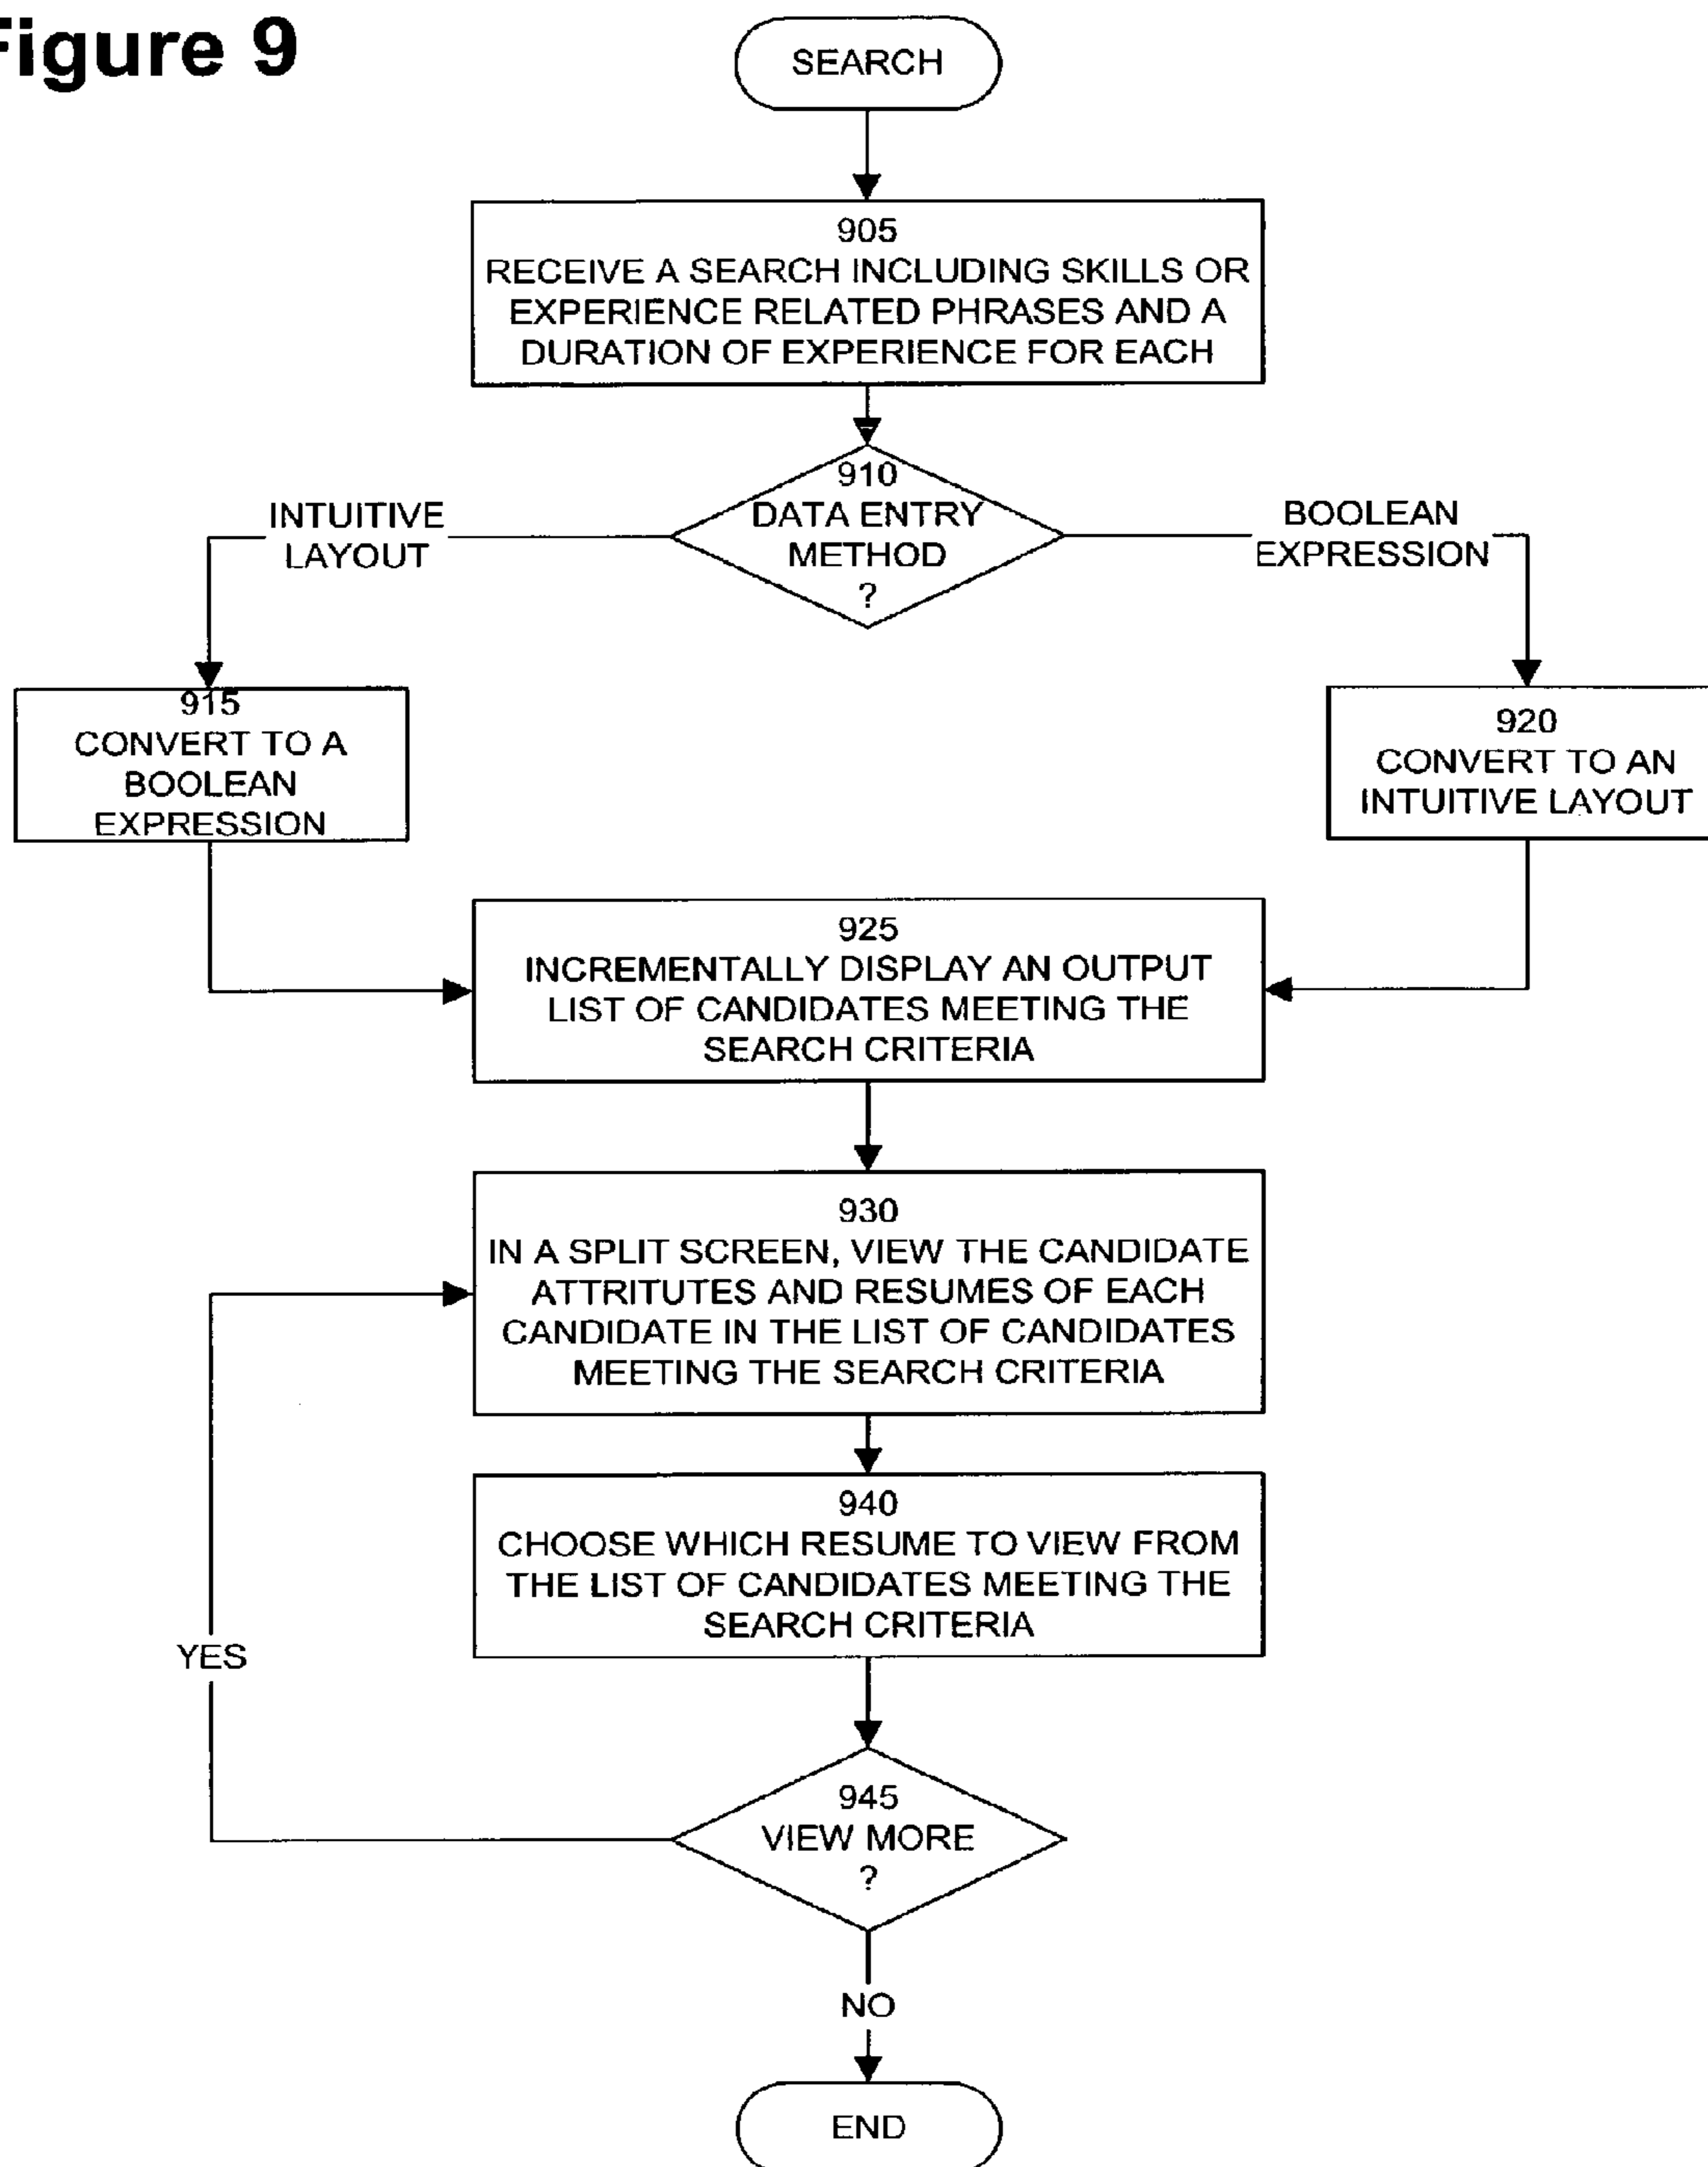 Figure 9
SEARCH
905
RECEIVE A SEARCH INCLUDING SKILLS OR
EXPERIENCE RELATED PHRASES AND A
DURATION OF EXPERIENCE FOR EACH
910
DATA ENTRY
METHOD
?
INTUITIVE
LAYOUT
BOOLEAN
EXPRESSION
915
CONVERT TO A
BOOLEAN
EXPRESSION
920
CONVERT TO AN
INTUITIVE LAYOUT
925
INCREMENTALLY DISPLAY AN OUTPUT
LIST OF CANDIDATES MEETING THE
SEARCH CRITERIA
930
IN A SPLIT SCREEN, VIEW THE CANDIDATE
ATTRITUTES AND RESUMES OF EACH
CANDIDATE IN THE LIST OF CANDIDATES
MEETING THE SEARCH CRITERIA
940
CHOOSE WHICH RESUME TO VIEW FROM
THE LIST OF CANDIDATES MEETING THE
SEARCH CRITERIA
YES
945
VIEW MORE
?
NO
END